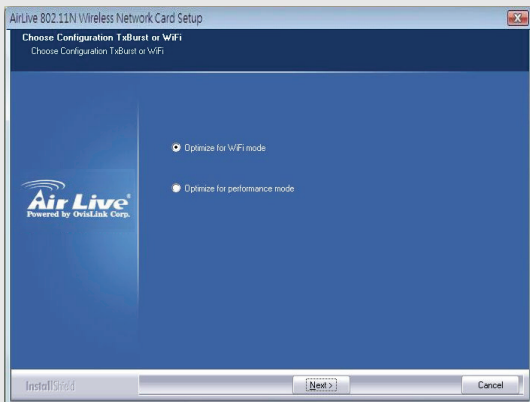 AirLive 802.11N Wireless Network Card Setup
Choose Configuration TxBurst or WiFi
Choose Configuration TxBurst or WiFi
Optimize for WiFi mode
Optimize for performance mode
Air Live®
Powered by OvisLink Corp.
InstallShield
Next >
Cancel